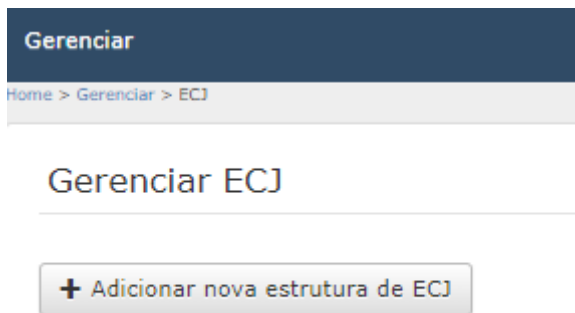 Gerenciar
Home > Gerenciar > ECJ
Gerenciar ECJ
+ Adicionar nova estrutura de ECJ